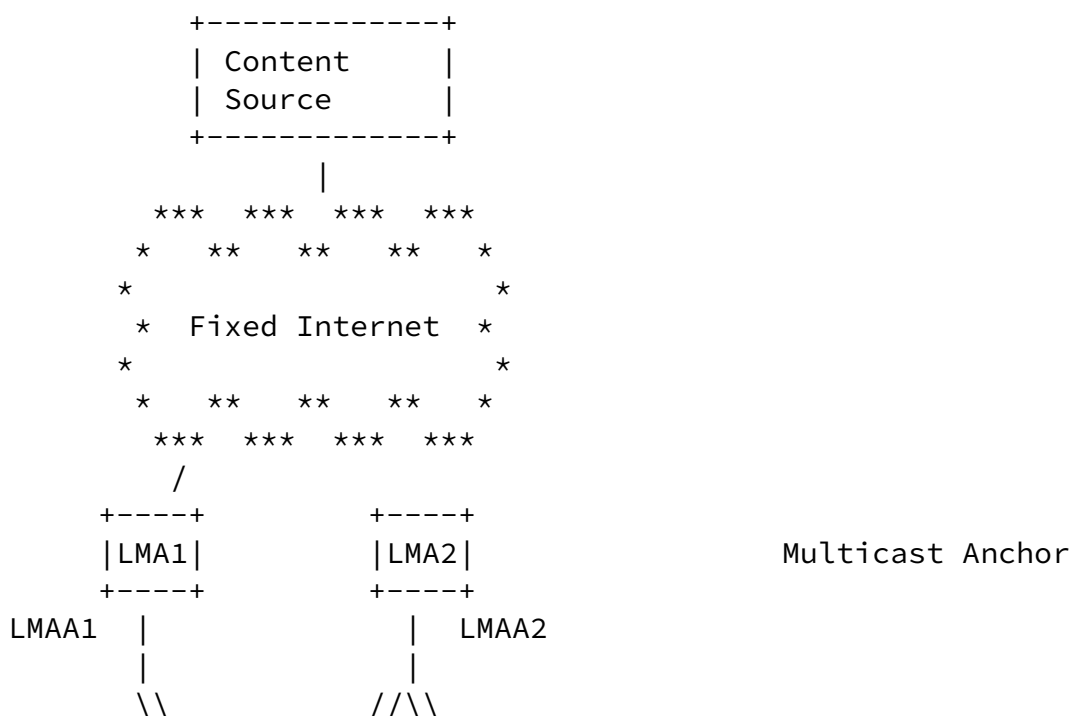 Content
Source
Fixed Internet
LMA1 LMA2 Multicast Anchor
LMAA1 LMAA2